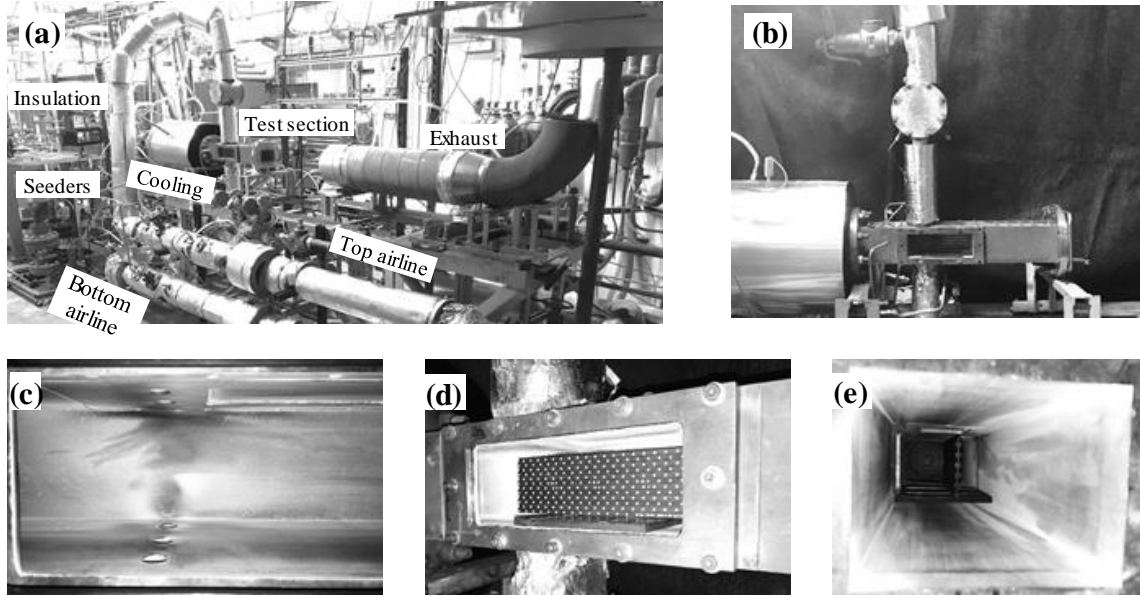 (a)
Insulation
Test section
Exhaust
Seeders
Cooling
Top airline
Bottom
airline
(b)
(c)
(d)
(e)